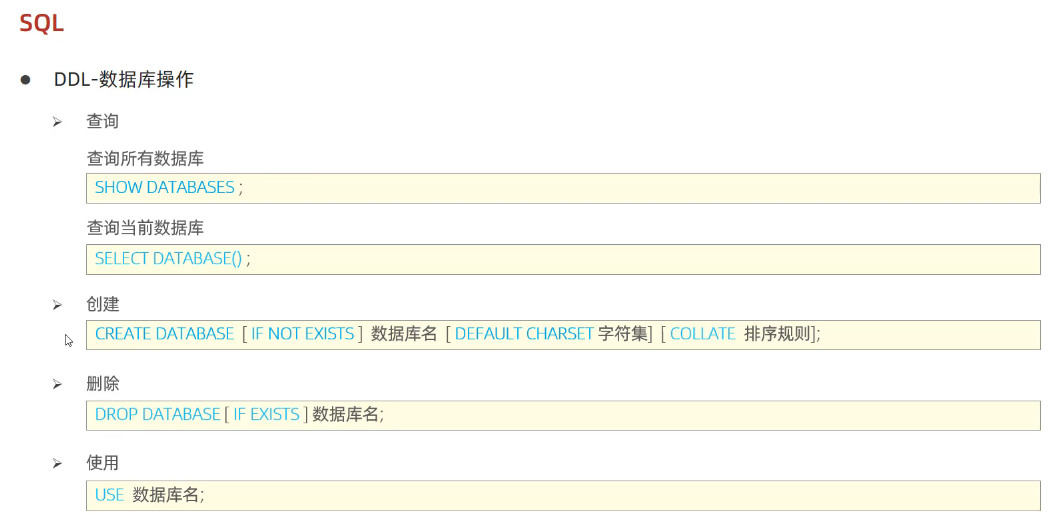 SQL
DDL-数据库操作
查询
查询所有数据库
SHOW DATABASES ;
查询当前数据库
SELECT DATABASE() ;
创建
CREATE DATABASE [ IF NOT EXISTS ] 数据库名 [ DEFAULT CHARSET 字符集] [ COLLATE 排序规则];
删除
DROP DATABASE [ IF EXISTS ] 数据库名;
使用
USE 数据库名;